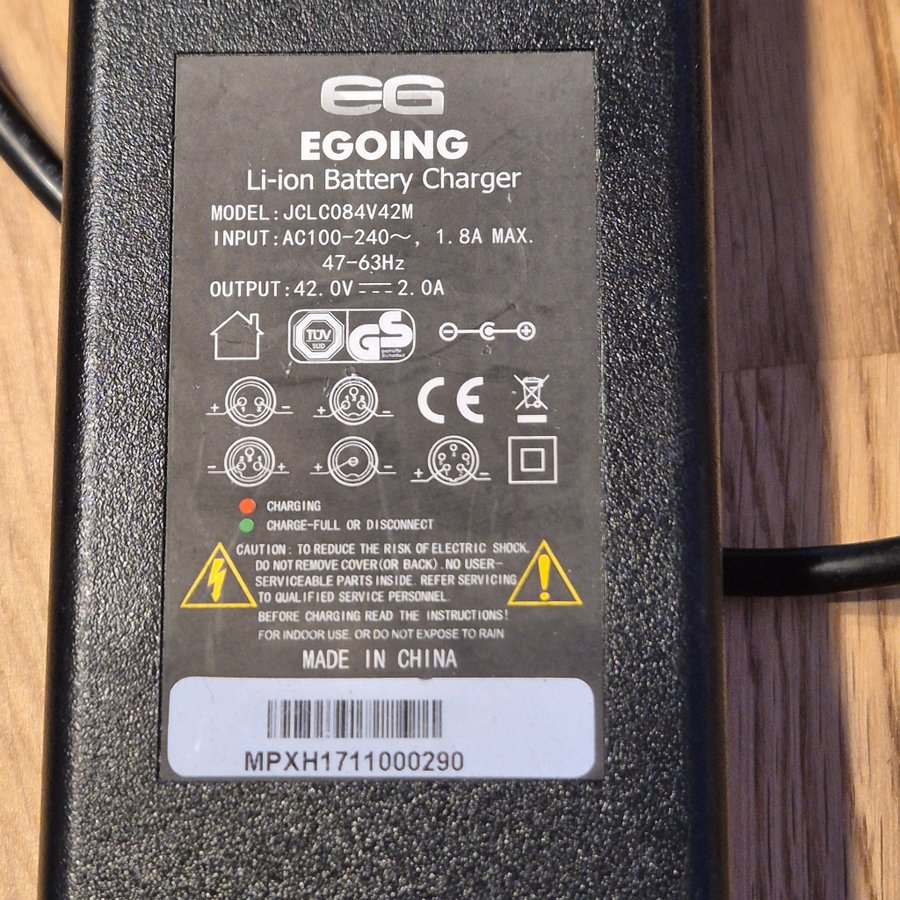 EG
EGOING
Li-ion Battery Charger
MODEL:JCLC084V42M
INPUT:AC100-240~, 1.8A MAX.
47-63Hz
OUTPUT:42.0V⎓2.0A
TÜV
SÜD
GS
CE
CHARGING
CHARGE-FULL OR DISCONNECT
CAUTION: TO REDUCE THE RISK OF ELECTRIC SHOCK,
DO NOT REMOVE COVER(OR BACK).NO USER-
SERVICEABLE PARTS INSIDE. REFER SERVICING
TO QUALIFIED SERVICE PERSONNEL.
BEFORE CHARGING READ THE INSTRUCTIONS!
FOR INDOOR USE, OR DO NOT EXPOSE TO RAIN
MADE IN CHINA
MPXH1711000290